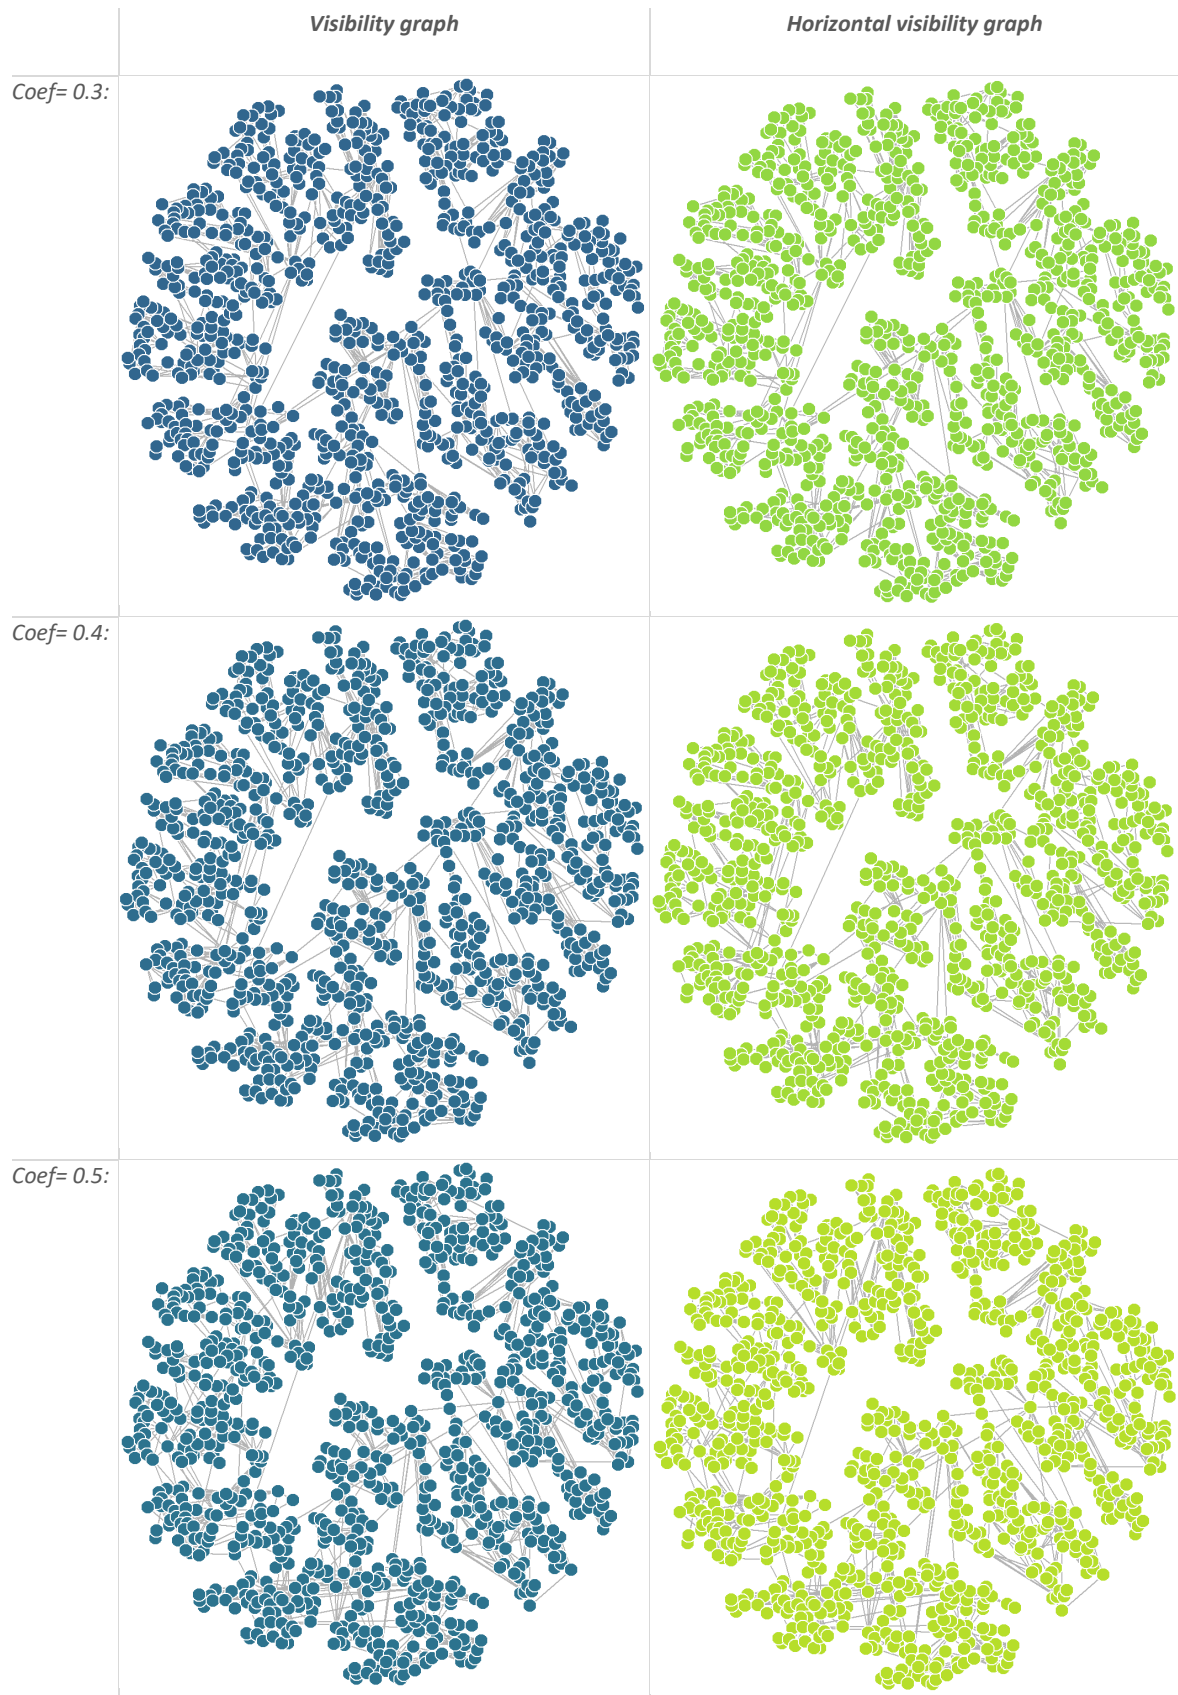 Visibility graph
Horizontal visibility graph
Coef= 0.3:
Coef= 0.4:
Coef= 0.5: